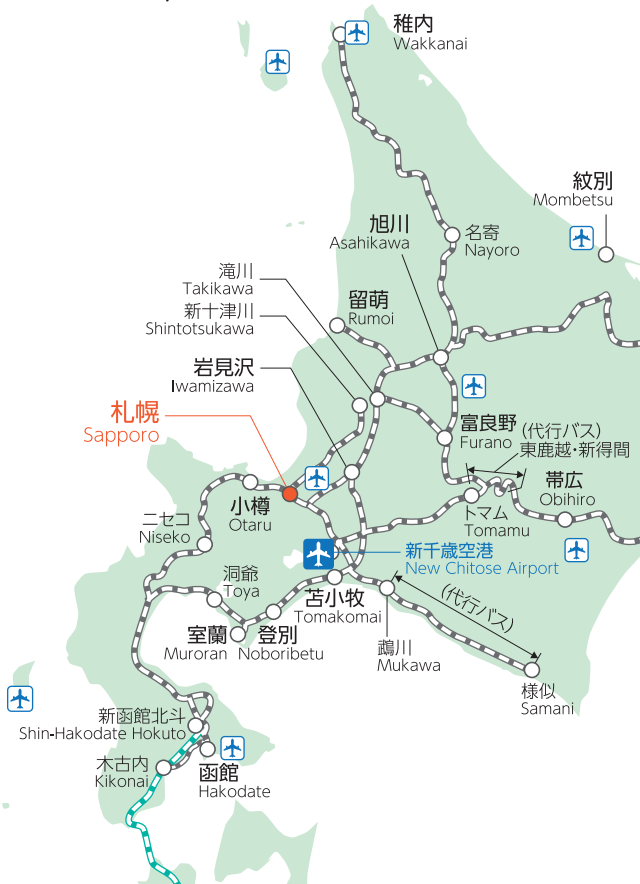 稚内
Wakkanai
紋別
Mombetsu
旭川
Asahikawa
名寄
Nayoro
滝川
Takikawa
新十津川
Shintotsukawa
留萌
Rumoi
岩見沢
Iwamizawa
札幌
Sapporo
富良野
Furano
(代行バス)
東鹿越・新得間
帯広
Obihiro
トマム
Tomamu
小樽
Otaru
ニセコ
Niseko
新千歳空港
New Chitose Airport
洞爺
Toya
苫小牧
Tomakomai
(代行バス)
室蘭
Muroran
登別
Noboribetu
鵡川
Mukawa
様似
Samani
新函館北斗
Shin-Hakodate Hokuto
木古内
Kikonai
函館
Hakodate